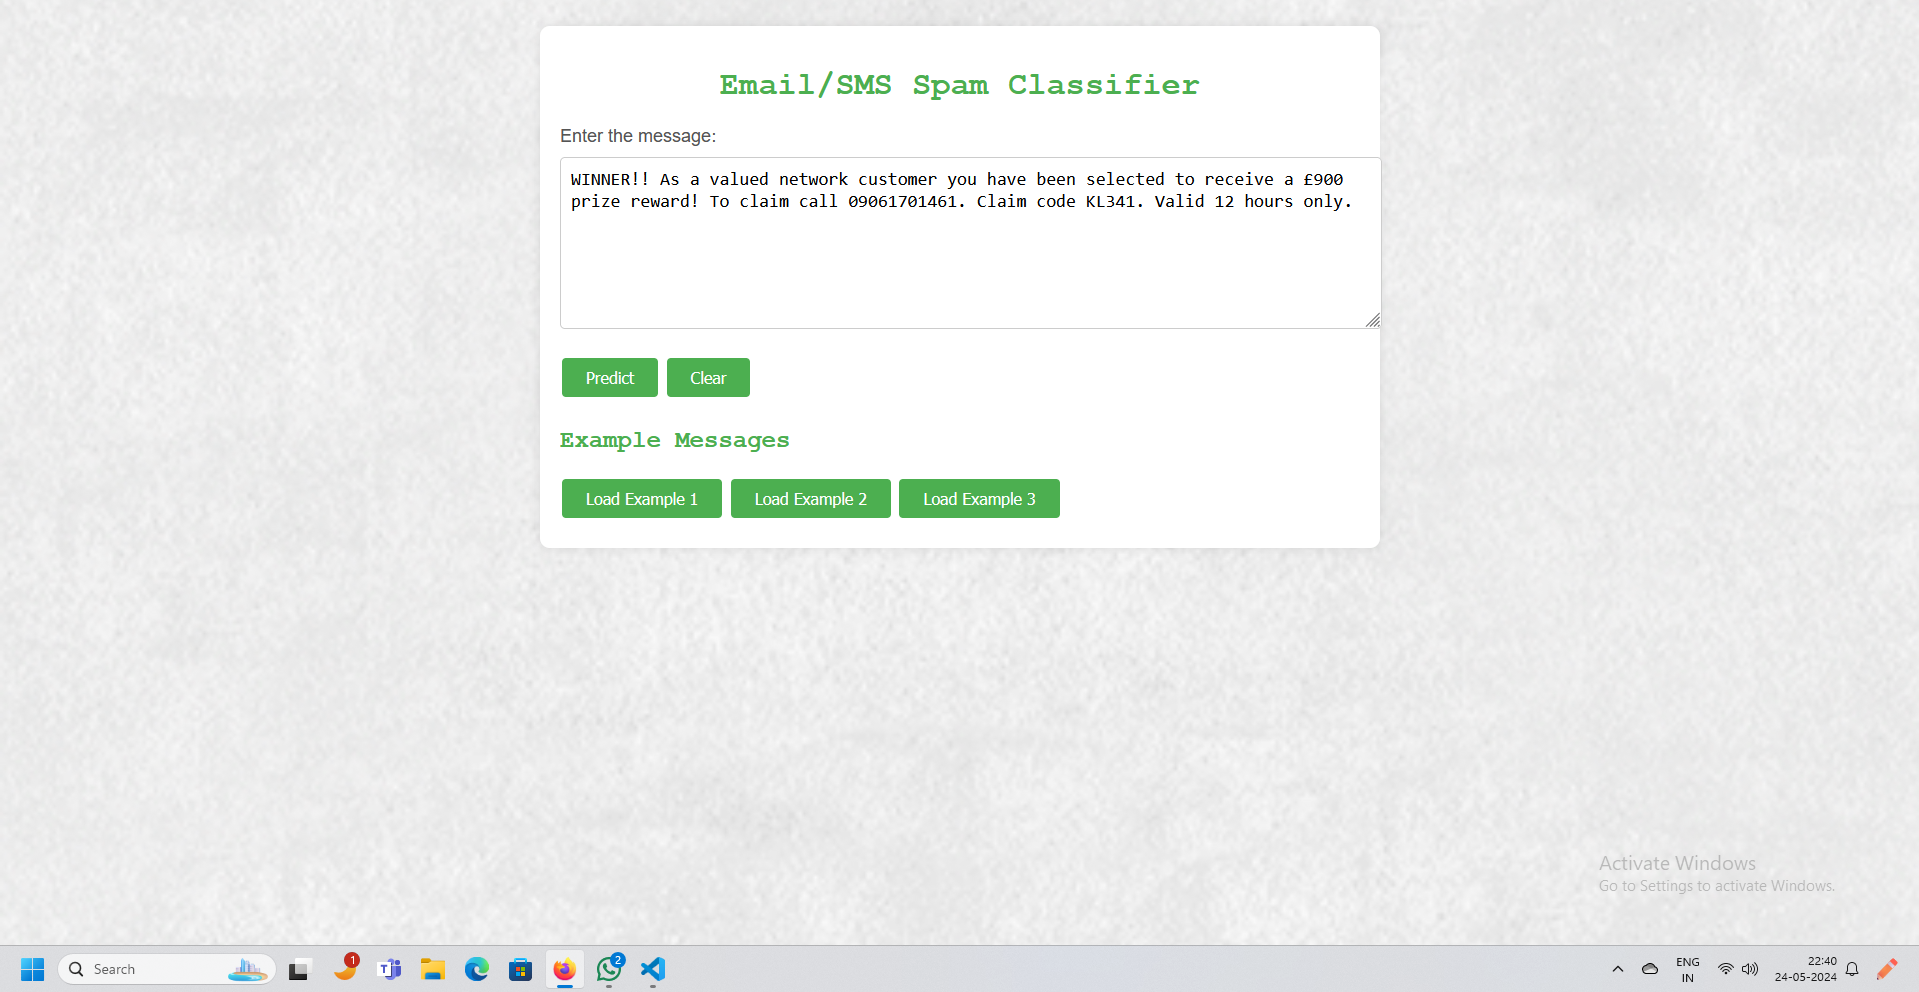 Email/SMS Spam Classifier
Enter the message:
WINNER!! As a valued network customer you have been selected to receive a £900
prize reward! To claim call 09061701461. Claim code KL341. Valid 12 hours only.
Predict Clear
Example Messages
Load Example 1 Load Example 2 Load Example 3
Activate Windows
Go to Settings to activate Windows.
Search
1
T
2
ENG
IN
22:40
24-05-2024